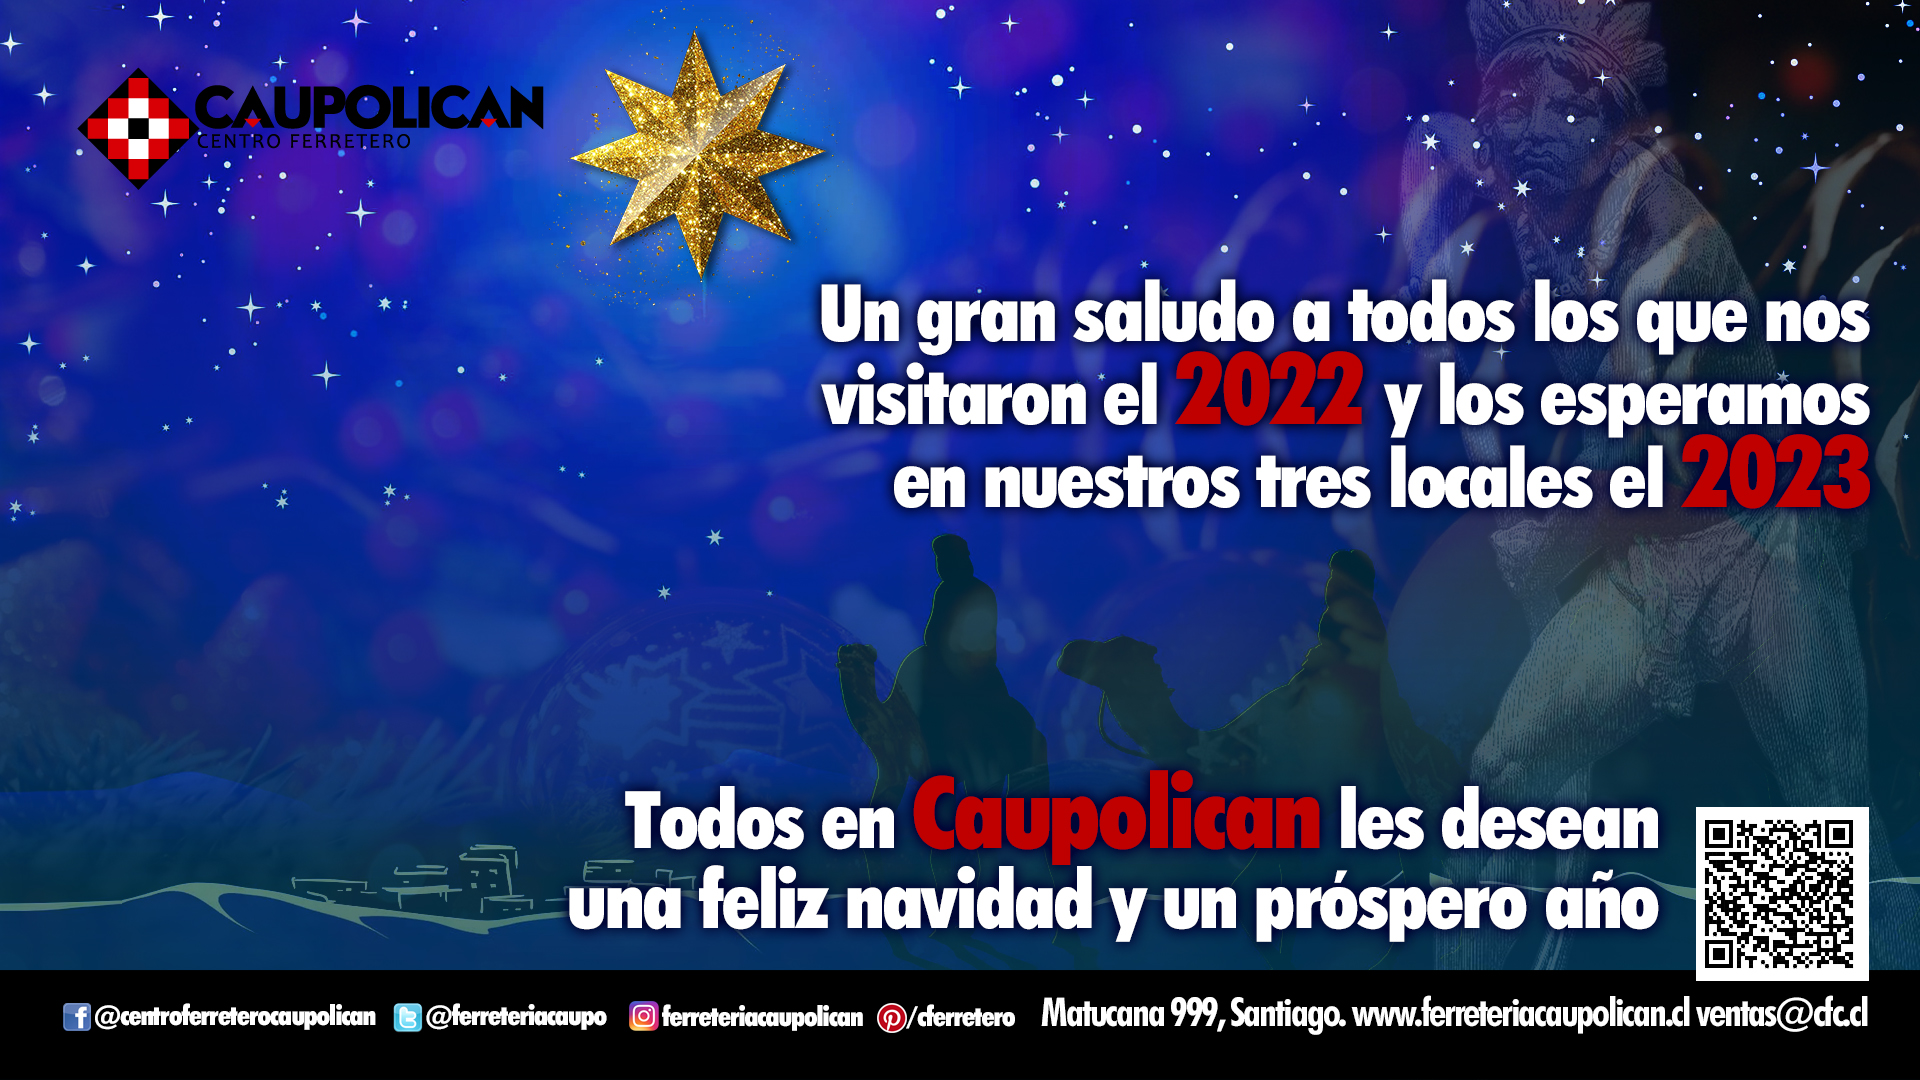 CAUPOLICAN
CENTRO FERRETERO
Un gran saludo a todos los que nos
visitaron el 2022 y los esperamos
en nuestros tres locales el 2023
Todos en Caupolican les desean
una feliz navidad y un próspero año
@centroferreterocaupolican @ferreteriacaupo ferreteriacaupolican /cferretero Matucana 999, Santiago. www.ferreteriacaupolican.cl ventas@cfc.cl